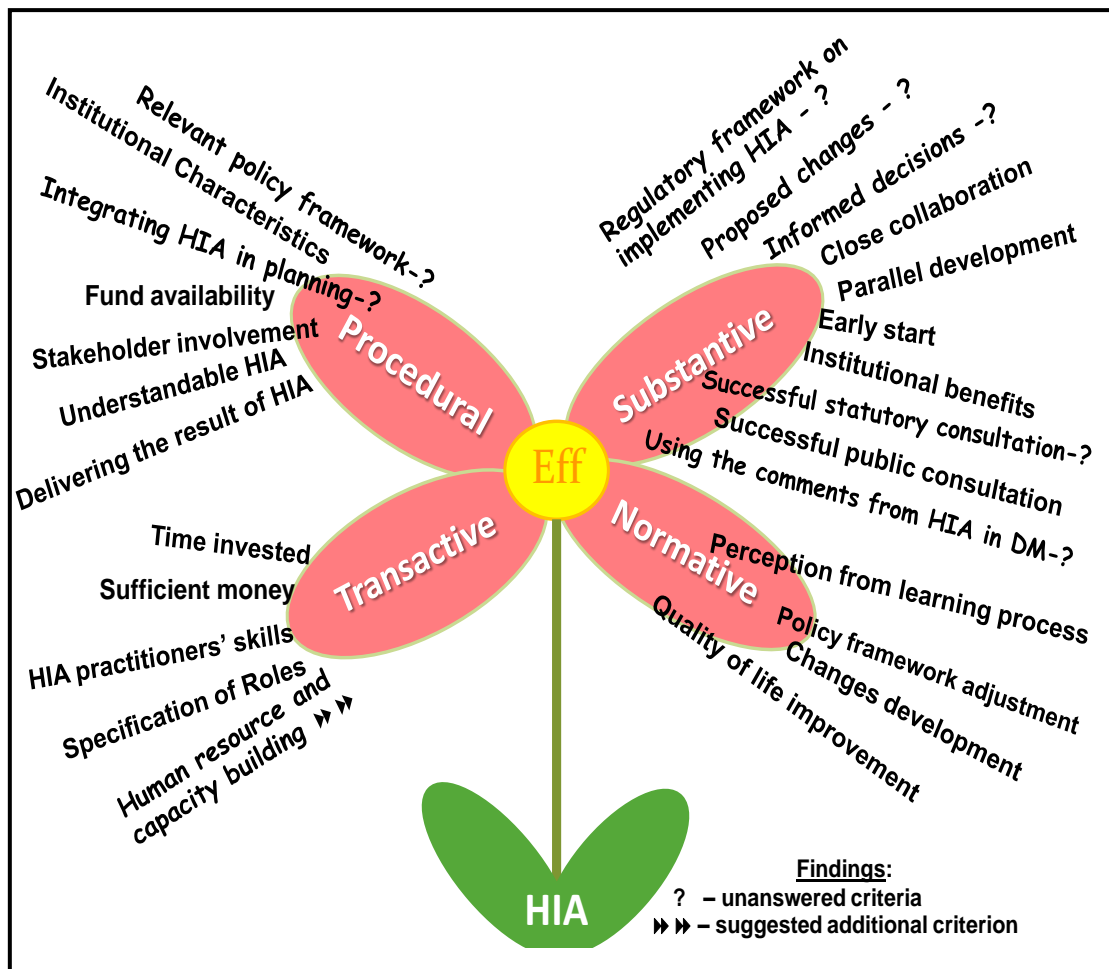 Relevant policy framework-?
Institutional Characteristics
Integrating HIA in planning-?
Fund availability
Stakeholder involvement
Understandable HIA
Delivering the result of HIA
Procedural
Regulatory framework on
implementing HIA - ?
Proposed changes - ?
Informed decisions -?
Close collaboration
Parallel development
Early start
Institutional benefits
Successful statutory consultation-?
Successful public consultation
Using the comments from HIA in DM-?
Substantive
Eff
Transactive
Time invested
Sufficient money
HIA practitioners’ skills
Specification of Roles
Human resource and
capacity building ⏩⏩
Normative
Perception from learning process
Policy framework adjustment
Changes development
Quality of life improvement
HIA
Findings:
? – unanswered criteria
⏩⏩ – suggested additional criterion